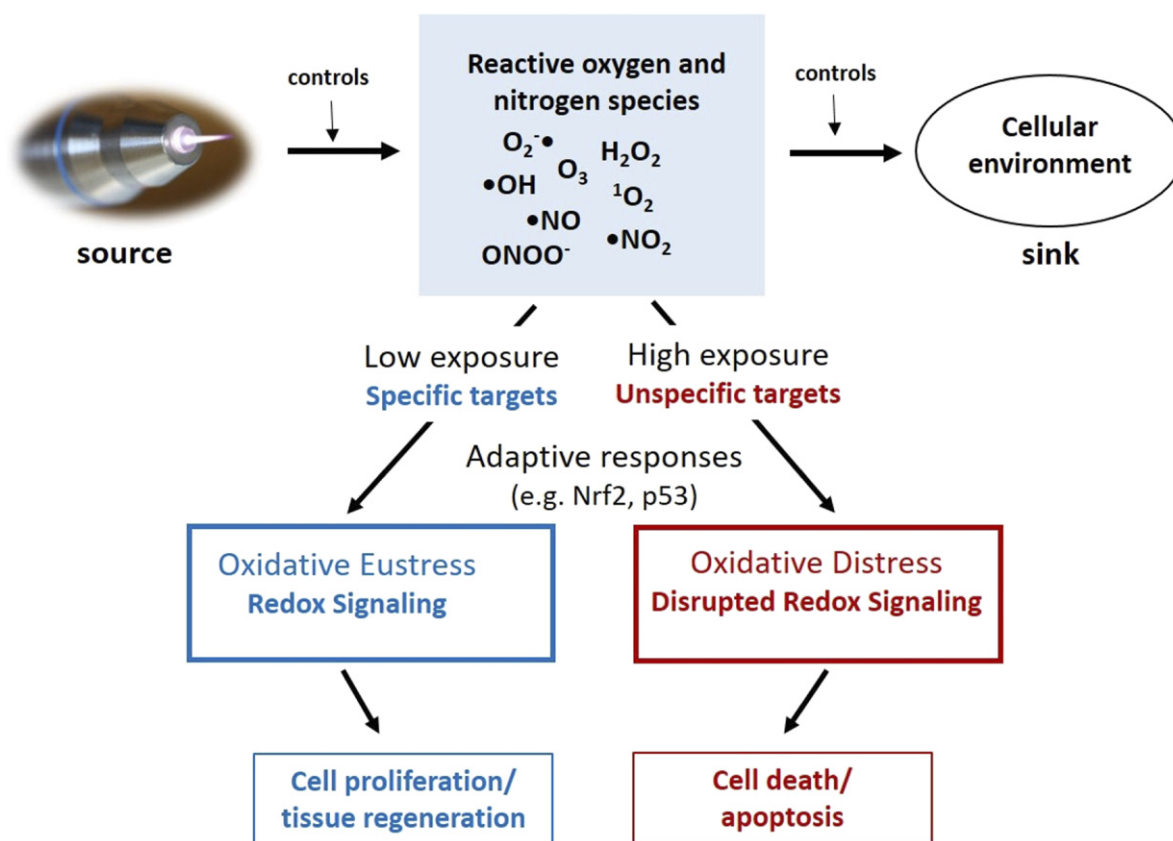 controls
Reactive oxygen and
nitrogen species
O₂⁻•
H₂O₂
O₃
•OH
¹O₂
•NO
•NO₂
ONOO⁻
controls
Cellular
environment
source
sink
Low exposure
Specific targets
High exposure
Unspecific targets
Adaptive responses
(e.g. Nrf2, p53)
Oxidative Eustress
Redox Signaling
Oxidative Distress
Disrupted Redox Signaling
Cell proliferation/
tissue regeneration
Cell death/
apoptosis